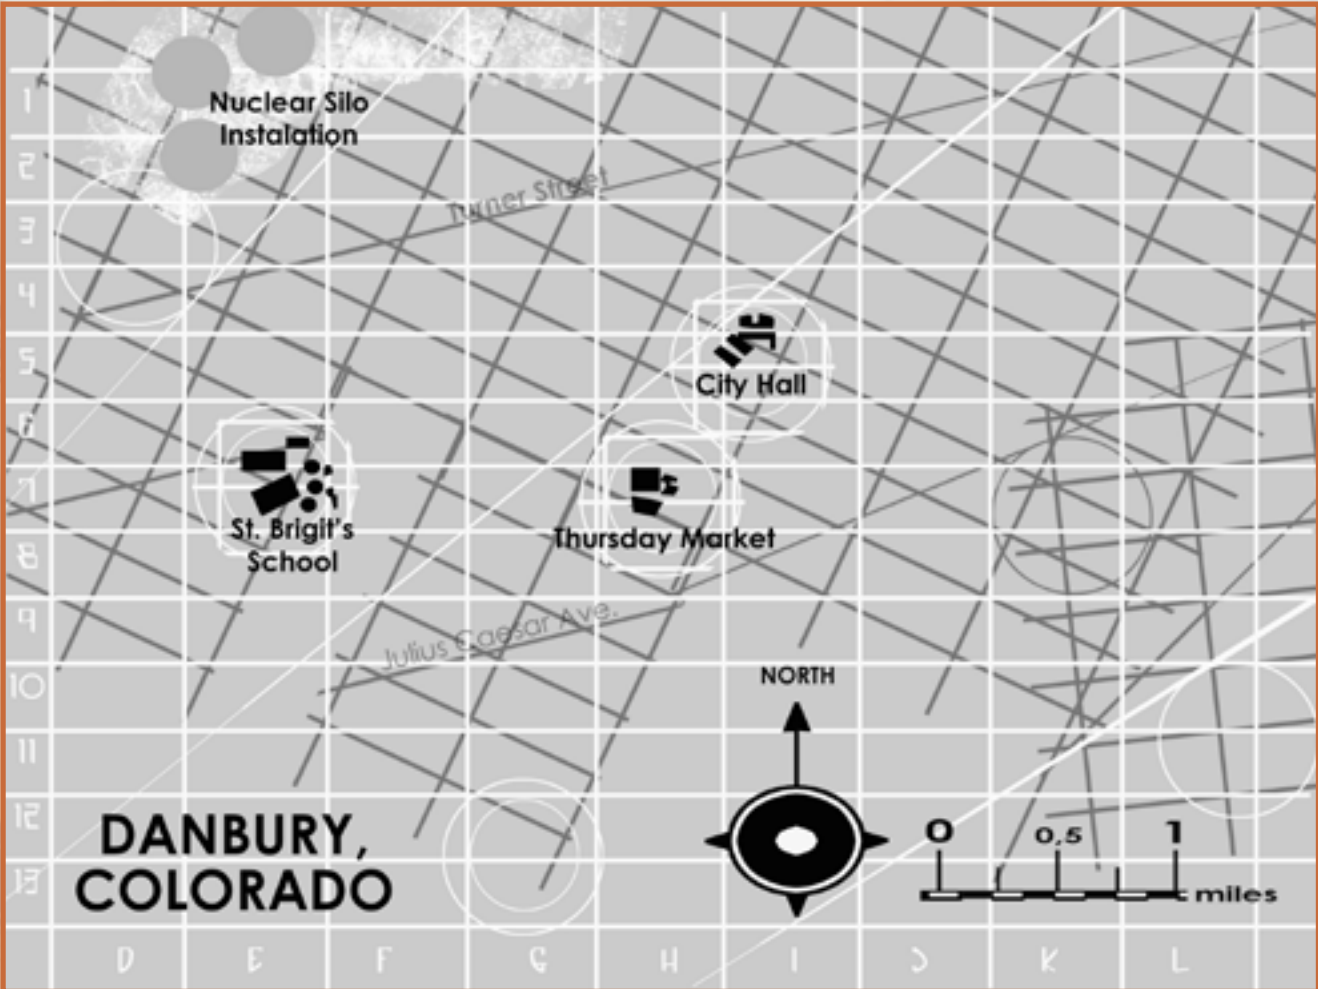 1
Nuclear Silo
Instalation
2
Turner Street
3
4
5
City Hall
6
7
St. Brigit's
School
Thursday Market
8
9
Julius Caesar Ave.
10
NORTH
11
12
DANBURY,
COLORADO
0 0,5 1
miles
13
D E F G H I J K L